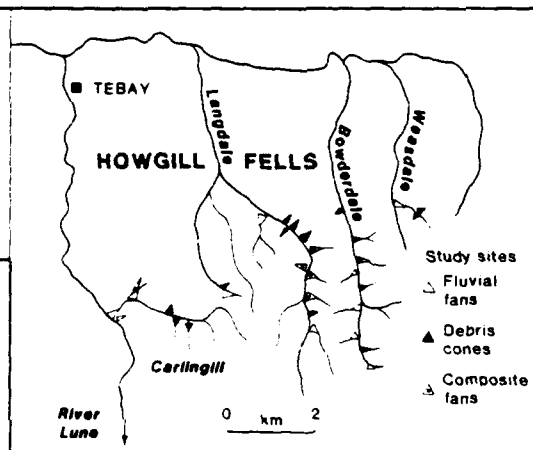 TEBAY
Langdale
HOWGILL FELLS
Bowderdale
Weasdale
Study sites
Fluvial
fans
Debris
cones
Composite
fans
Carlingill
River
Lune
0 km 2